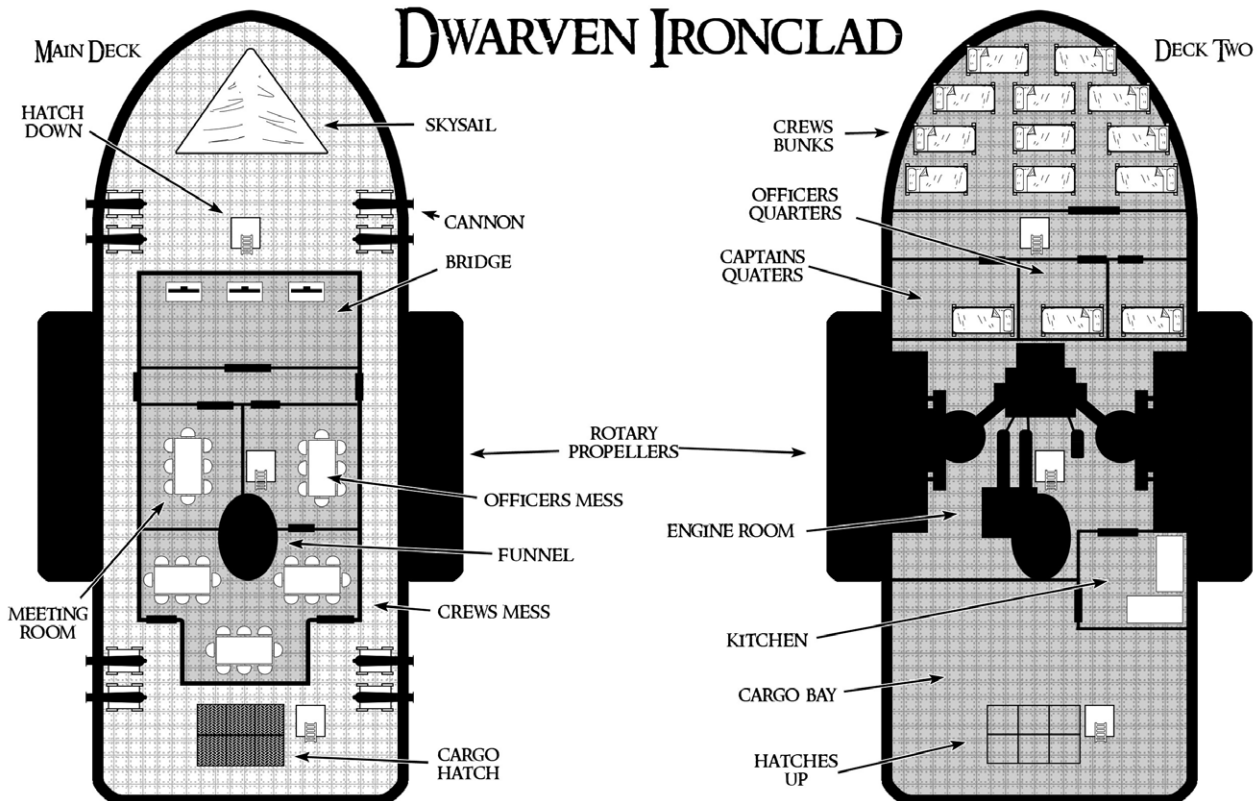 DWARVEN IRONCLAD
MAIN DECK
HATCH
DOWN
SKYSAIL
CANNON
BRIDGE
ROTARY
PROPELLERS
OFFICERS MESS
FUNNEL
CREWS MESS
MEETING
ROOM
CARGO
HATCH
DECK TWO
CREWS
BUNKS
OFFICERS
QUARTERS
CAPTAINS
QUATERS
ENGINE ROOM
KITCHEN
CARGO BAY
HATCHES
UP